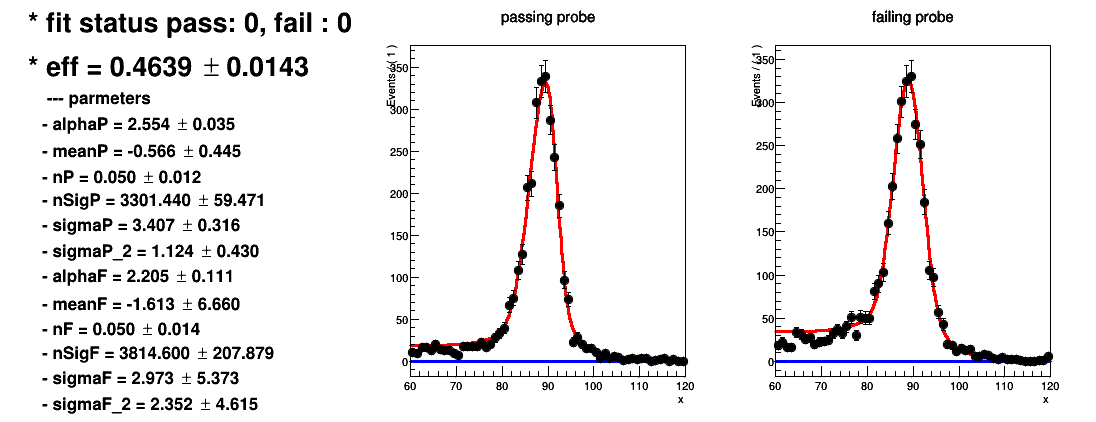 * fit status pass: 0, fail : 0
* eff = 0.4639 ± 0.0143
--- parmeters
- alphaP = 2.554 ± 0.035
- meanP = -0.566 ± 0.445
- nP = 0.050 ± 0.012
- nSigP = 3301.440 ± 59.471
- sigmaP = 3.407 ± 0.316
- sigmaP_2 = 1.124 ± 0.430
- alphaF = 2.205 ± 0.111
- meanF = -1.613 ± 6.660
- nF = 0.050 ± 0.014
- nSigF = 3814.600 ± 207.879
- sigmaF = 2.973 ± 5.373
- sigmaF_2 = 2.352 ± 4.615
passing probe
Events / ( 1 )
350
300
250
200
150
100
50
0
60 70 80 90 100 110 120
x
failing probe
Events / ( 1 )
350
300
250
200
150
100
50
0
60 70 80 90 100 110 120
x